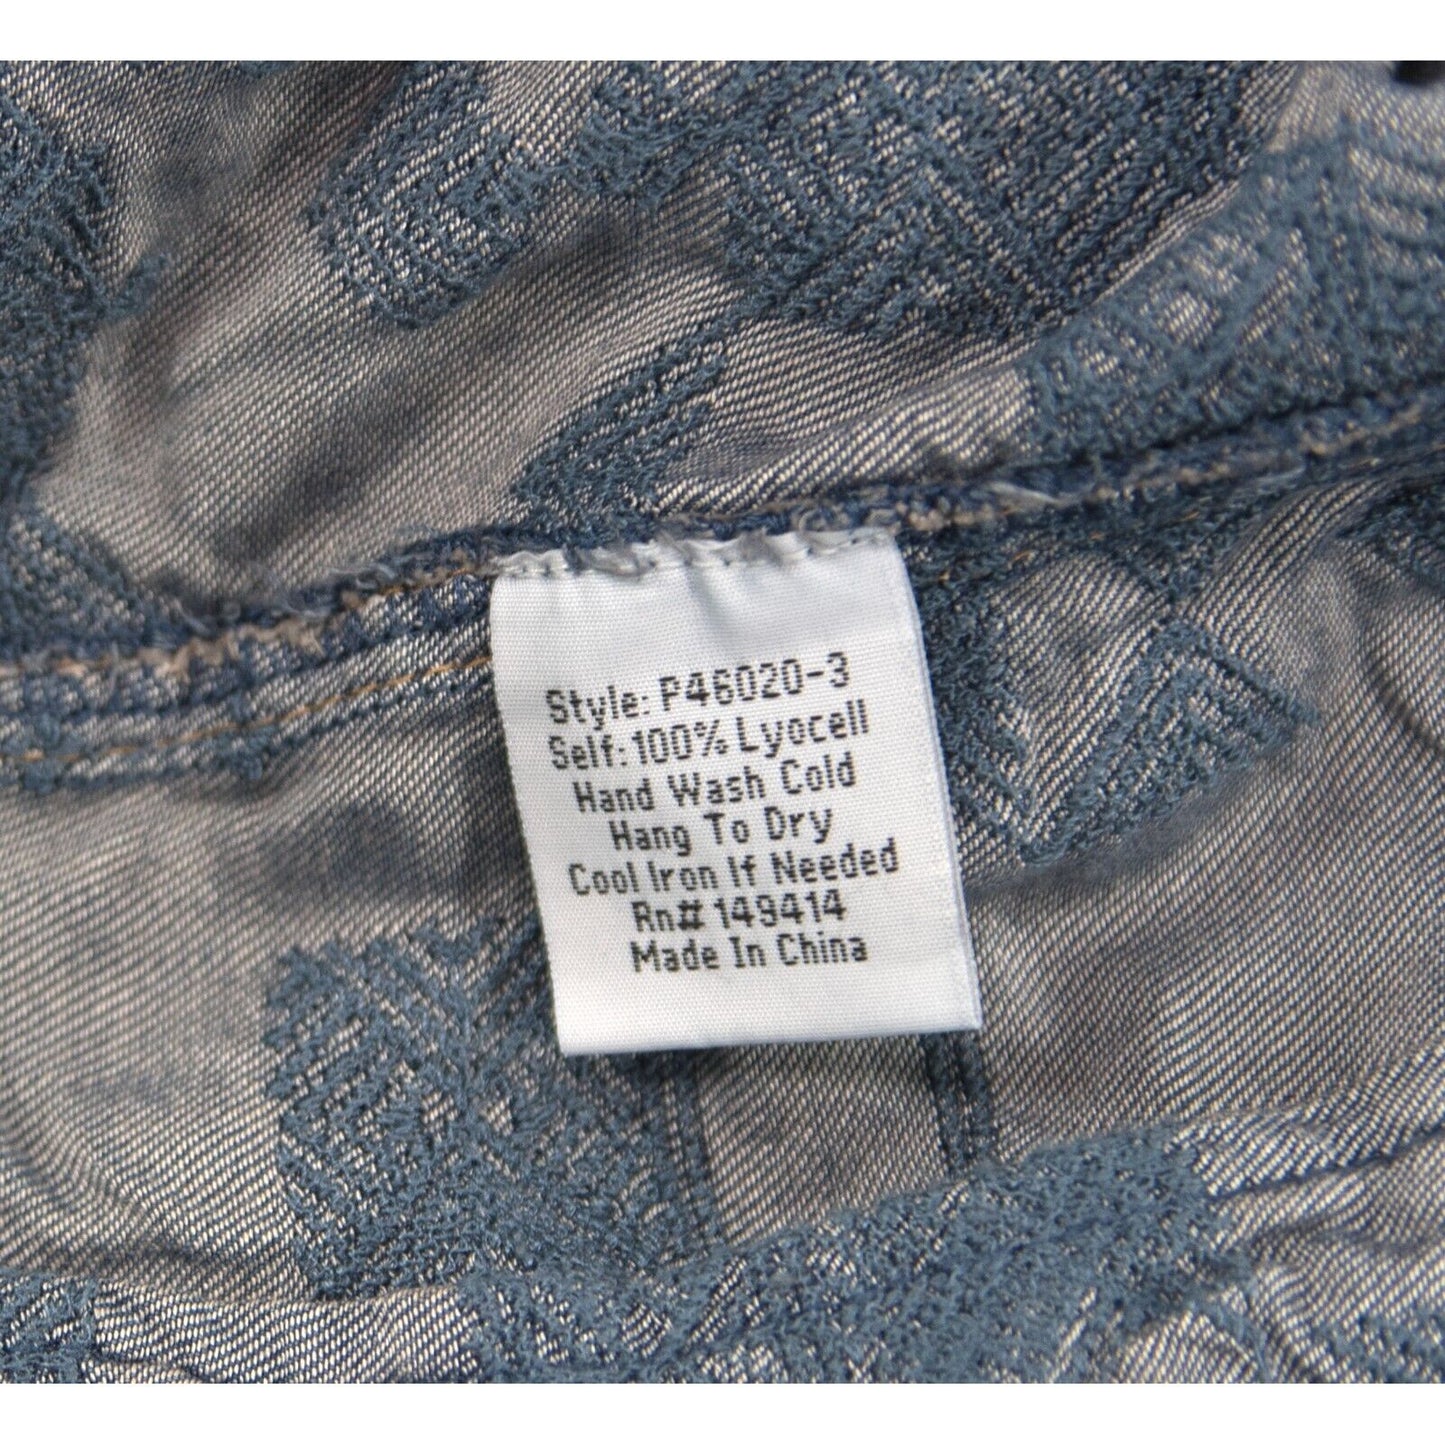 Style: P46020-3
Self: 100% Lyocell
Hand Wash Cold
Hang To Dry
Cool Iron If Needed
Rn# 149414
Made In China